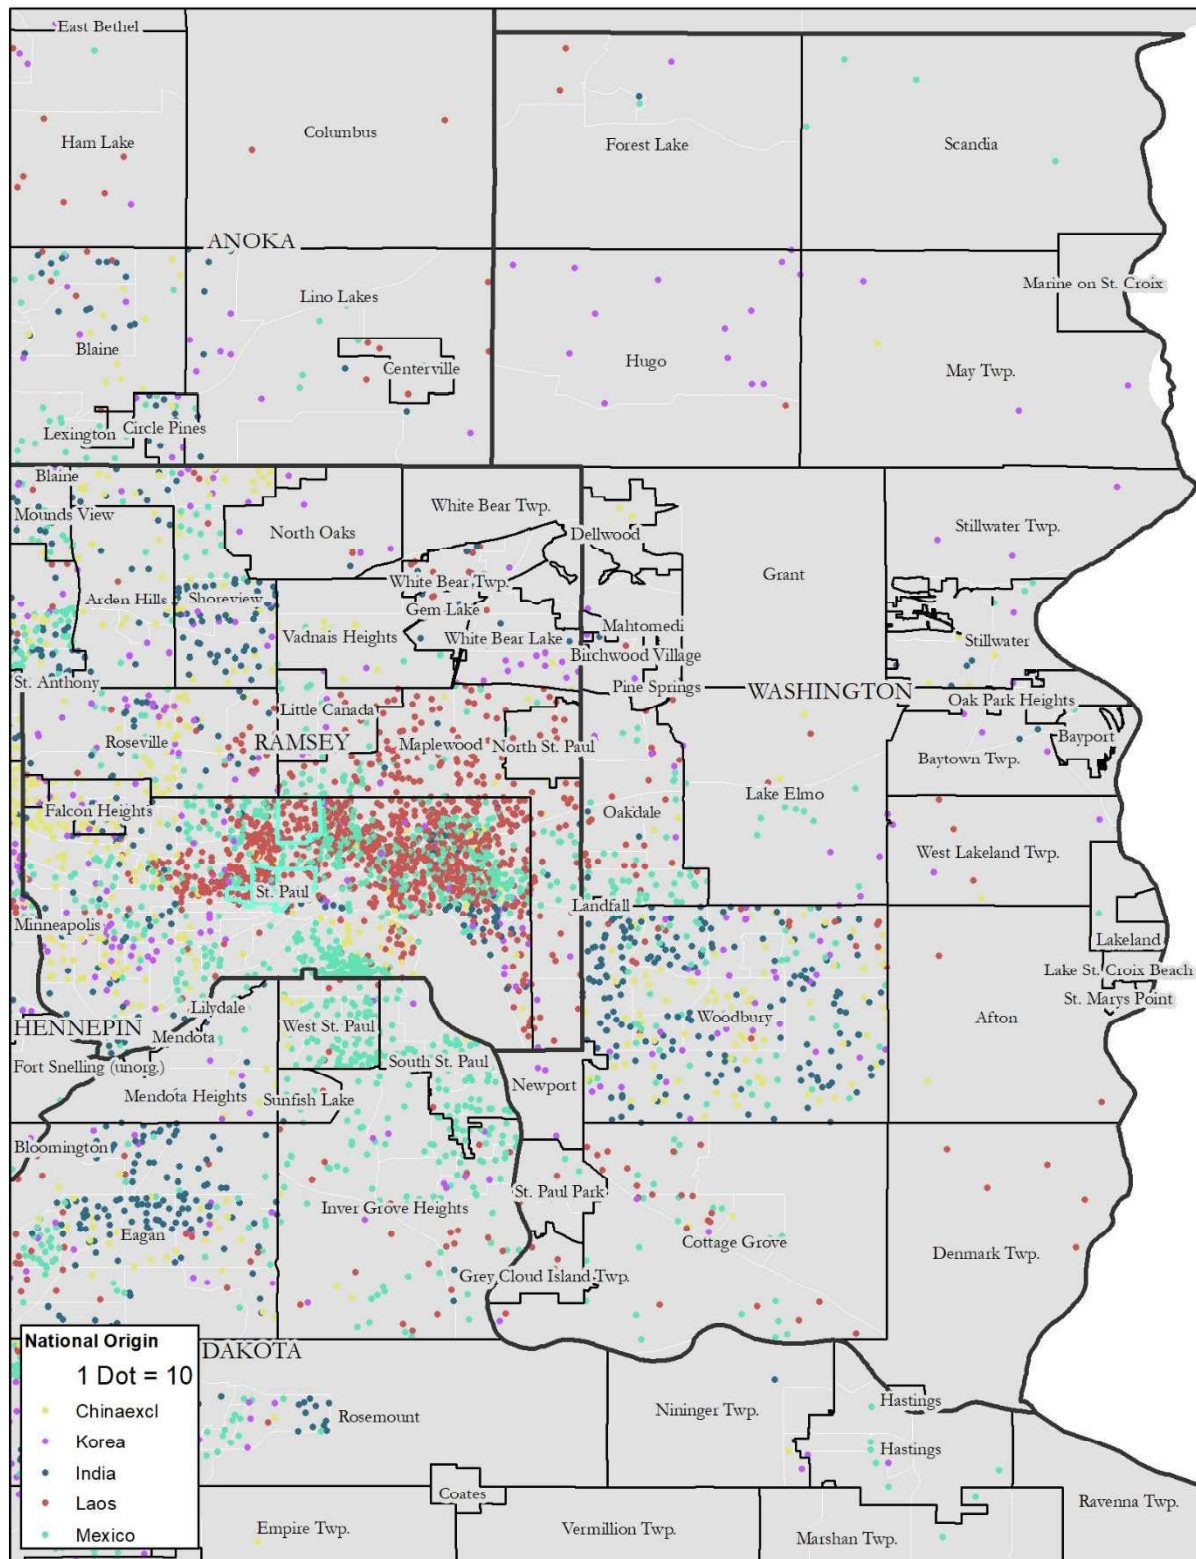 East Bethel
Ham Lake
Columbus
Forest Lake
Scandia
ANOKA
Marine on St. Croix
Lino Lakes
Blaine
Centerville
Hugo
May Twp.
Lexington
Circle Pines
Blaine
White Bear Twp.
Mounds View
North Oaks
Dellwood
Stillwater Twp.
Grant
White Bear Twp.
Arden Hills
Shoreview
Gem Lake
Vadnais Heights
White Bear Lake
Mahtomedi
Stillwater
Birchwood Village
St. Anthony
Pine Springs
WASHINGTON
Oak Park Heights
Little Canada
Roseville
RAMSEY
Maplewood
North St. Paul
Bayport
Baytown Twp.
Lake Elmo
Falcon Heights
Oakdale
West Lakeland Twp.
St. Paul
Landfall
Minneapolis
Lakeland
Lake St. Croix Beach
Lilydale
St. Marys Point
Woodbury
Afton
HENNEPIN
West St. Paul
Mendota
Fort Snelling (unorg.)
South St. Paul
Newport
Mendota Heights
Sunfish Lake
Bloomington
St. Paul Park
Inver Grove Heights
Eagan
Cottage Grove
Denmark Twp.
Grey Cloud Island Twp.
National Origin
1 Dot = 10
Chinaexcl
Korea
India
Laos
Mexico
DAKOTA
Rosemount
Nininger Twp.
Hastings
Hastings
Coates
Ravenna Twp.
Empire Twp.
Vermillion Twp.
Marshan Twp.